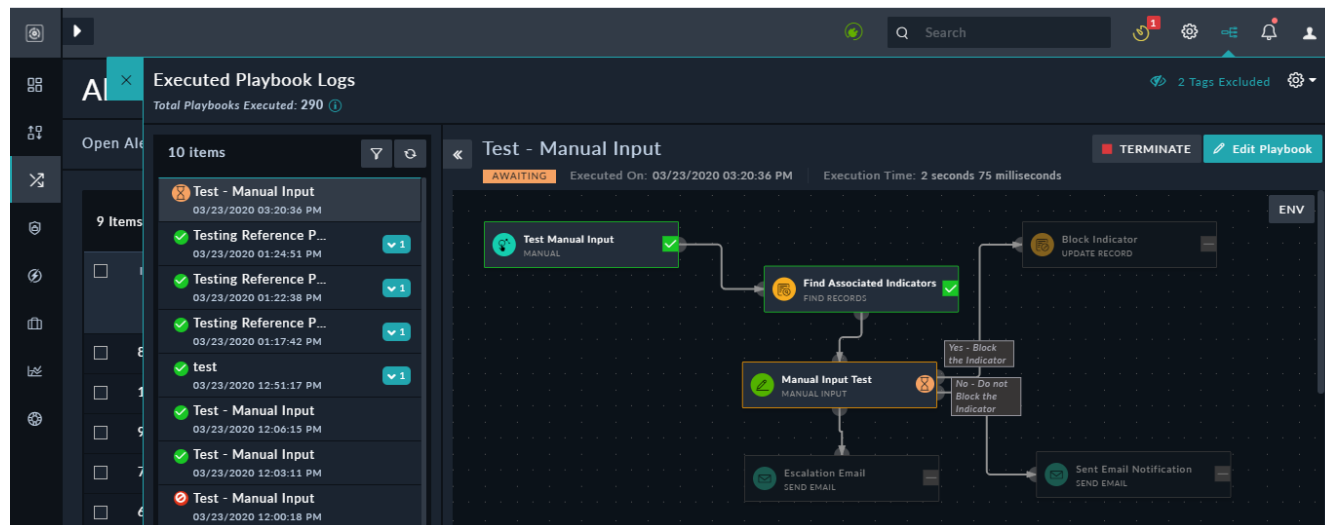 1
Search
Al
Executed Playbook Logs
Total Playbooks Executed: 290
2 Tags Excluded
Open Ale
10 items
Test - Manual Input
TERMINATE
Edit Playbook
AWAITING
Executed On: 03/23/2020 03:20:36 PM
Execution Time: 2 seconds 75 milliseconds
9 Items
Test - Manual Input
03/23/2020 03:20:36 PM
Testing Reference P...
03/23/2020 01:24:51 PM
1
Testing Reference P...
03/23/2020 01:22:38 PM
1
Testing Reference P...
03/23/2020 01:17:42 PM
1
test
03/23/2020 12:51:17 PM
1
Test - Manual Input
03/23/2020 12:06:15 PM
Test - Manual Input
03/23/2020 12:03:11 PM
Test - Manual Input
03/23/2020 12:00:18 PM
ENV
Test Manual Input
MANUAL
Block Indicator
UPDATE RECORD
Find Associated Indicators
FIND RECORDS
Yes - Block
the Indicator
Manual Input Test
MANUAL INPUT
No - Do not
Block the
Indicator
Escalation Email
SEND EMAIL
Sent Email Notification
SEND EMAIL